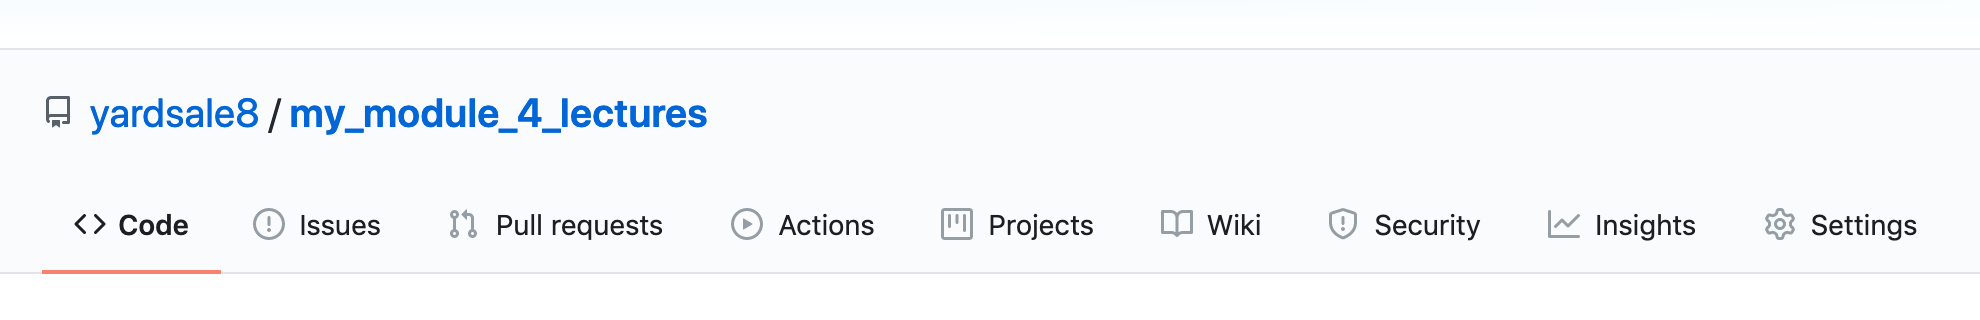 yardsale8 / my_module_4_lectures
Code Issues Pull requests Actions Projects Wiki Security Insights Settings